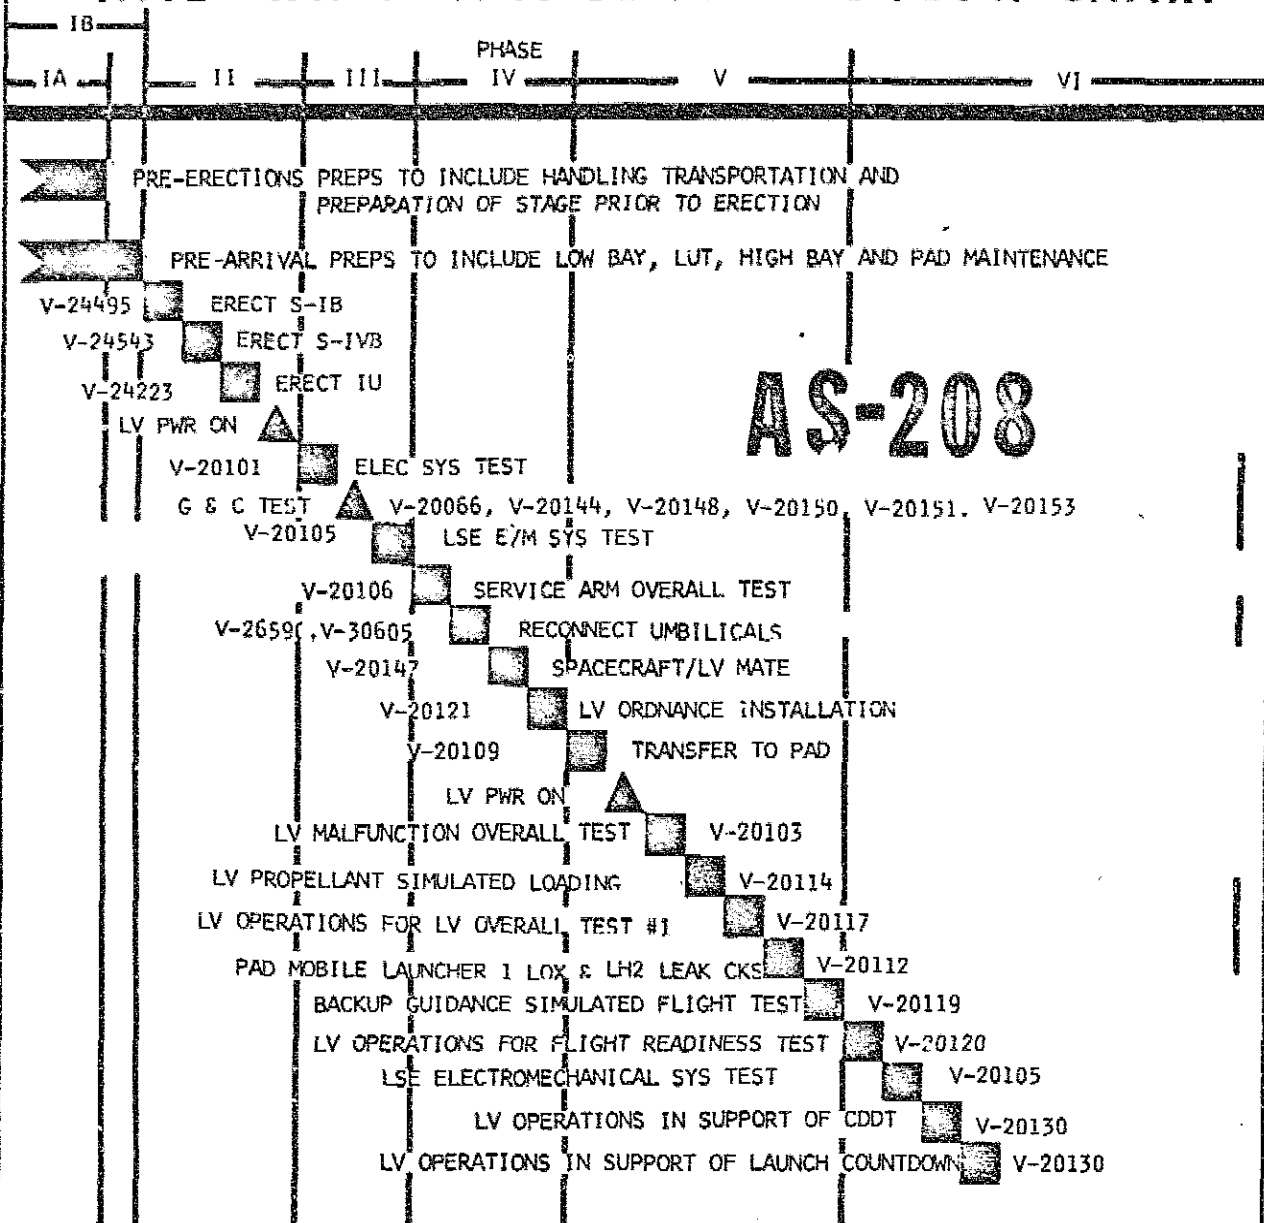 IB
PHASE
IA II III IV V VI
PRE-ERECTIONS PREPS TO INCLUDE HANDLING TRANSPORTATION AND
PREPARATION OF STAGE PRIOR TO ERECTION
PRE-ARRIVAL PREPS TO INCLUDE LOW BAY, LUT, HIGH BAY AND PAD MAINTENANCE
V-24495 ERECT S-IB
V-24543 ERECT S-IVB
V-24223 ERECT IU
AS-208
LV PWR ON
V-20101 ELEC SYS TEST
G & C TEST V-20066, V-20144, V-20148, V-20150, V-20151. V-20153
V-20105 LSE E/M SYS TEST
V-20106 SERVICE ARM OVERALL TEST
V-30605 RECONNECT UMBILICALS
V-20147 SPACECRAFT/LV MATE
V-20121 LV ORDNANCE INSTALLATION
V-20109 TRANSFER TO PAD
LV PWR ON
LV MALFUNCTION OVERALL TEST V-20103
LV PROPELLANT SIMULATED LOADING V-20114
LV OPERATIONS FOR LV OVERALL TEST #1 V-20117
PAD MOBILE LAUNCHER 1 LOX & LH2 LEAK CKS V-20112
BACKUP GUIDANCE SIMULATED FLIGHT TEST V-20119
LV OPERATIONS FOR FLIGHT READINESS TEST V-20120
LSE ELECTROMECHANICAL SYS TEST V-20105
LV OPERATIONS IN SUPPORT OF CDDT V-20130
LV OPERATIONS IN SUPPORT OF LAUNCH COUNTDOWN V-20130